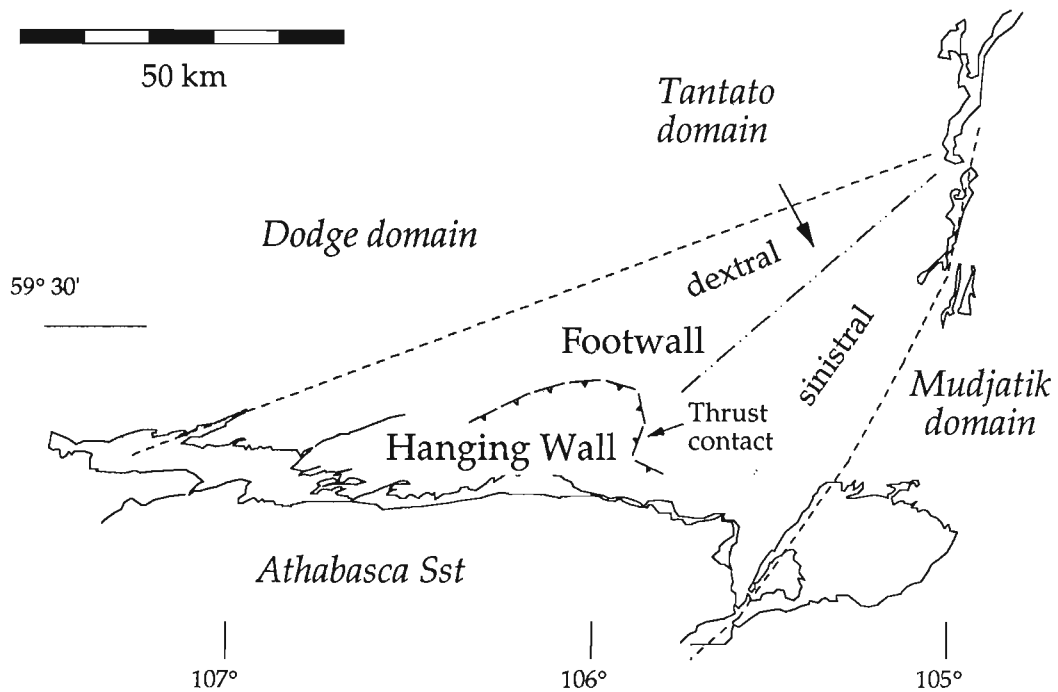 50 km
Tantato
domain
Dodge domain
dextral
59° 30'
Footwall
sinistral
Mudjatik
domain
Thrust
contact
Hanging Wall
Athabasca Sst
107°
106°
105°